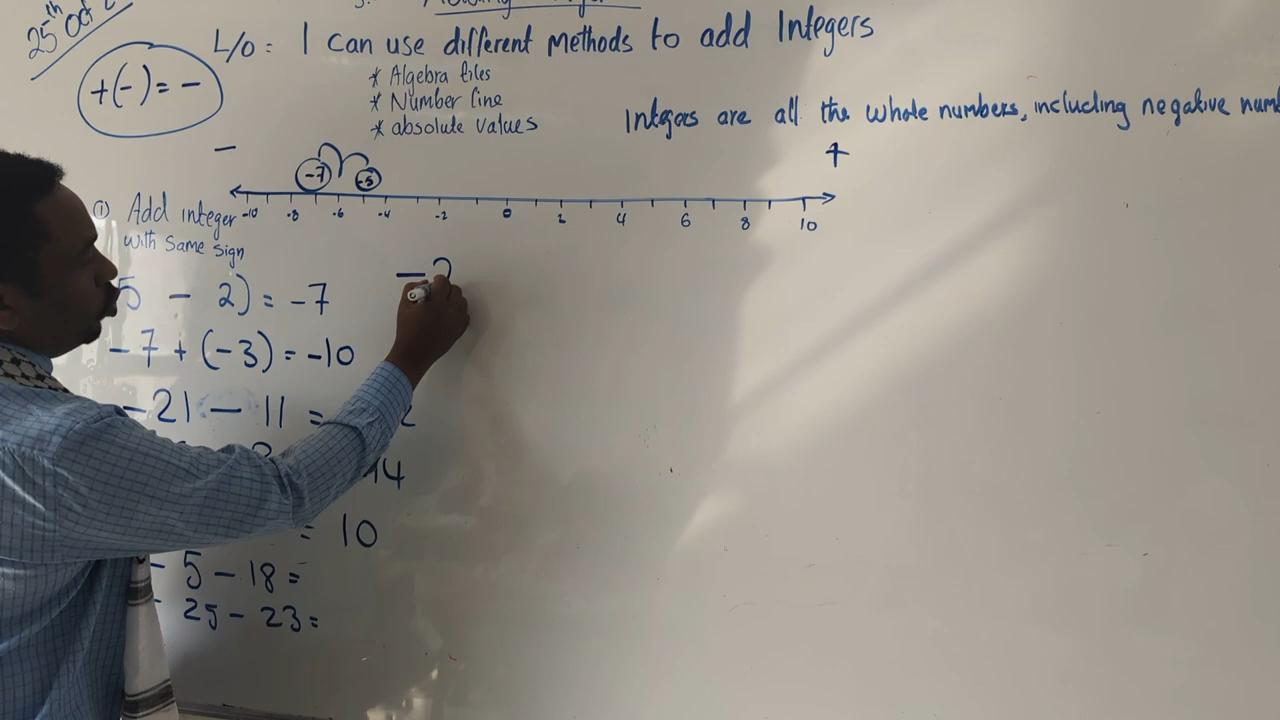 25th Oct
L/O: I can use different Methods to add Integers
+(-) = -
* Algebra tiles
* Number line
* absolute values
Integers are all the whole numbers, including negative
- +
-7 -5
-10 -8 -6 -4 -2 0 2 4 6 8 10
① Add integer
with same sign
5 - 2) = -7
-2
- 7 + (-3) = -10
- 21 - 11 =
14
= 10
- 5 - 18 =
- 25 - 23 =